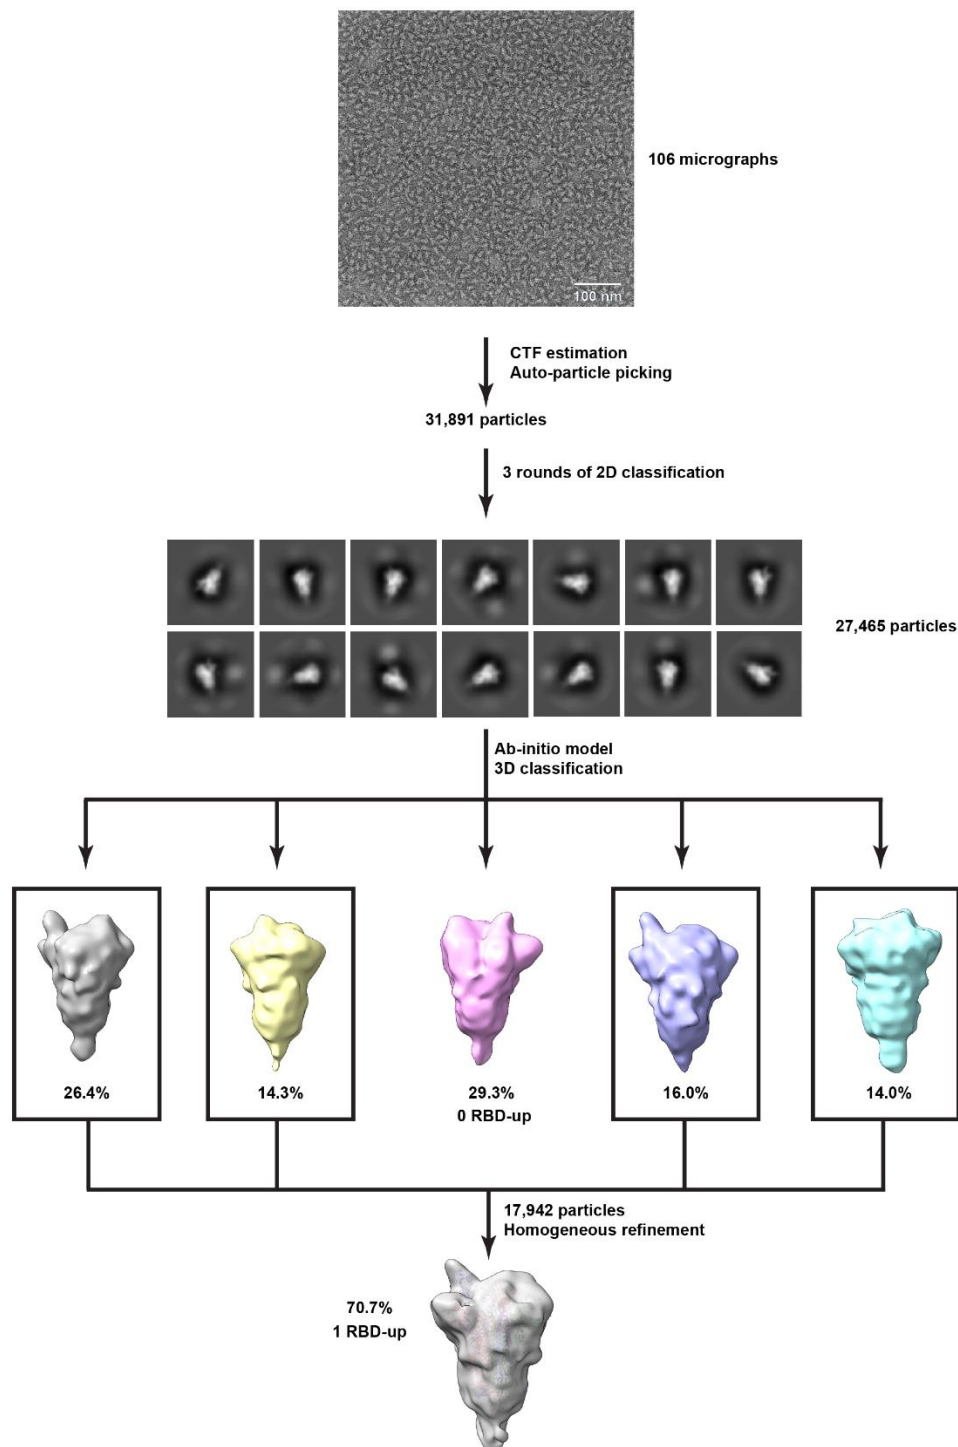 106 micrographs
100 nm
CTF estimation
Auto-particle picking
31,891 particles
3 rounds of 2D classification
27,465 particles
Ab-initio model
3D classification
26.4%
14.3%
29.3%
0 RBD-up
16.0%
14.0%
17,942 particles
Homogeneous refinement
70.7%
1 RBD-up